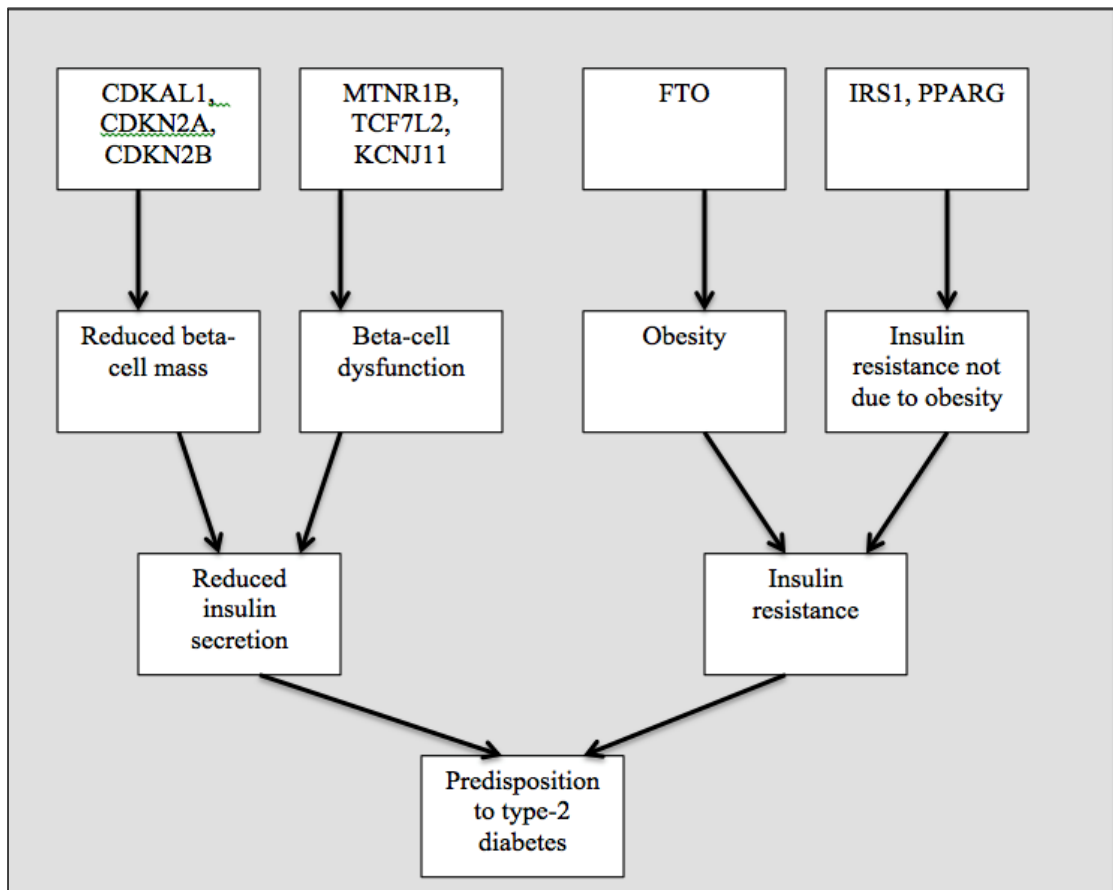 CDKAL1,
CDKN2A,
CDKN2B
MTNR1B,
TCF7L2,
KCNJ11
FTO
IRS1, PPARG
Reduced beta-
cell mass
Beta-cell
dysfunction
Obesity
Insulin
resistance not
due to obesity
Reduced
insulin
secretion
Insulin
resistance
Predisposition
to type-2
diabetes